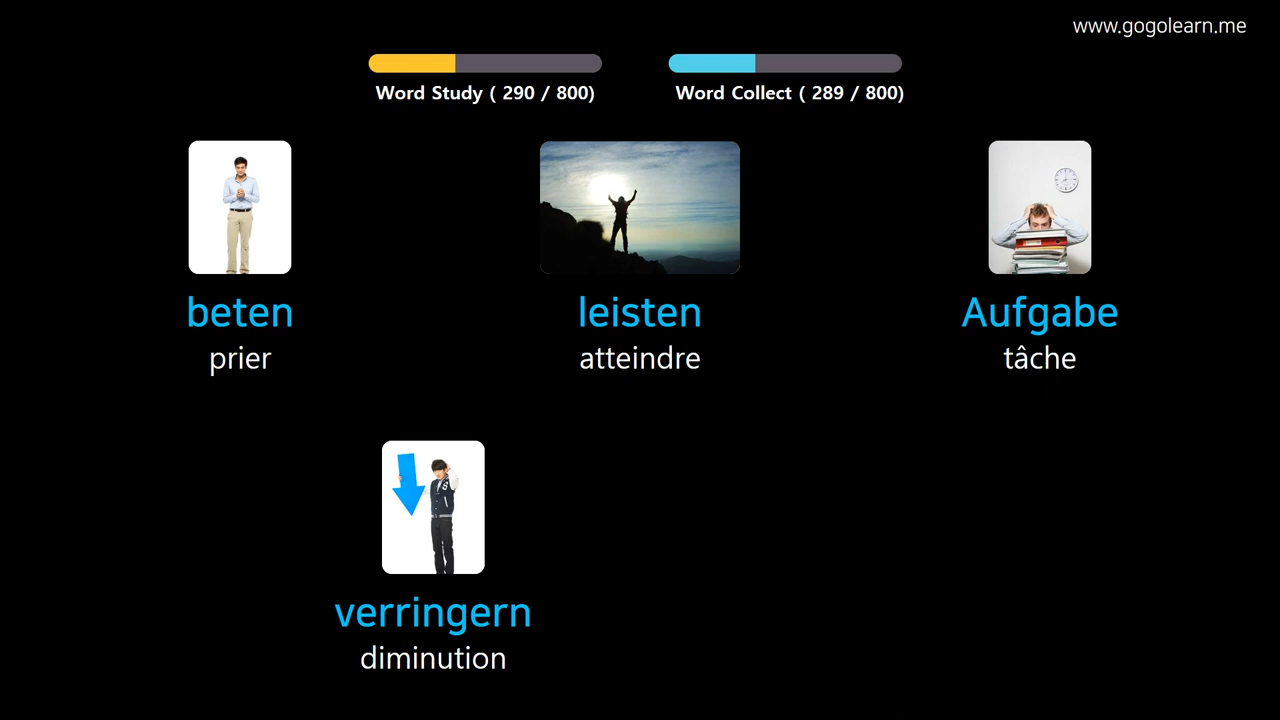 www.gogolearn.me
Word Study ( 290 / 800)
Word Collect ( 289 / 800)
beten
prier
leisten
atteindre
Aufgabe
tâche
verringern
diminution